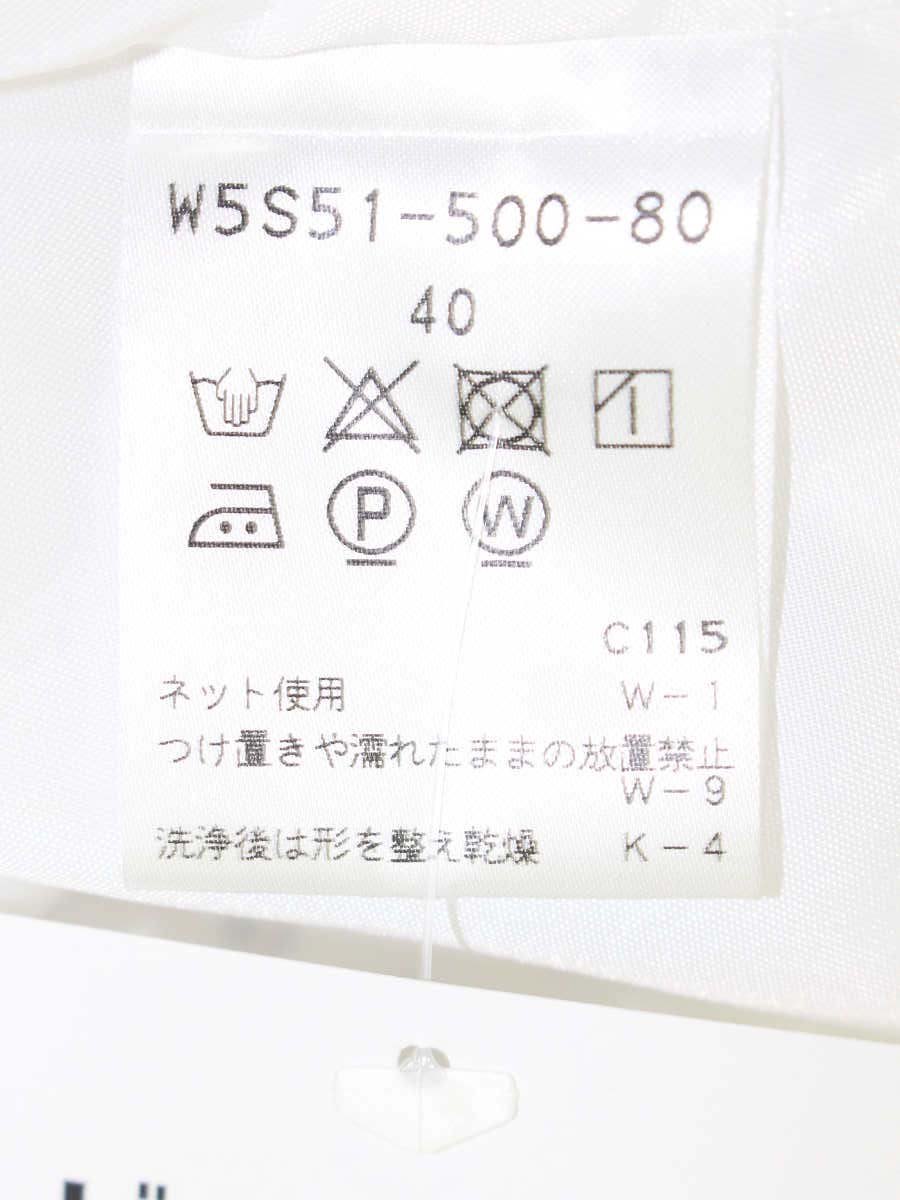 W5S51-500-80
40
P W
C115
ネット使用 W-1
つけ置きや濡れたままの放置禁止
W-9
洗浄後は形を整え乾燥 K-4